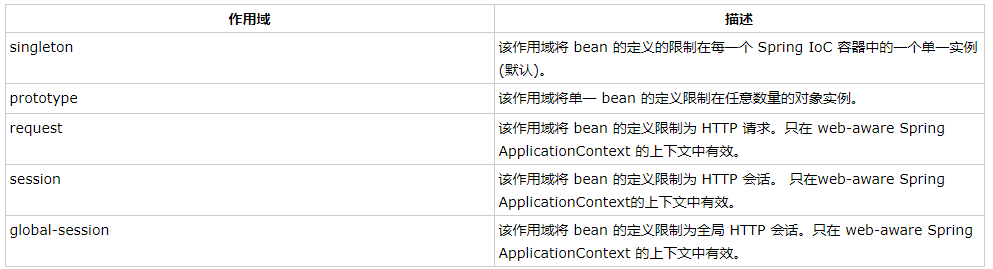 作用域 描述
singleton 该作用域将 bean 的定义的限制在每一个 Spring IoC 容器中的一个单一实例
(默认)。
prototype 该作用域将单一 bean 的定义限制在任意数量的对象实例。
request 该作用域将 bean 的定义限制为 HTTP 请求。只在 web-aware Spring
ApplicationContext 的上下文中有效。
session 该作用域将 bean 的定义限制为 HTTP 会话。 只在web-aware Spring
ApplicationContext的上下文中有效。
global-session 该作用域将 bean 的定义限制为全局 HTTP 会话。只在 web-aware Spring
ApplicationContext 的上下文中有效。